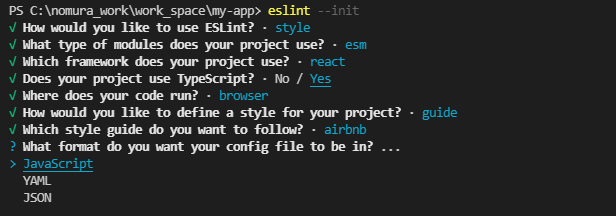 PS C:\nomura_work\work_space\my-app> eslint --init
√ How would you like to use ESLint? · style
√ What type of modules does your project use? · esm
√ Which framework does your project use? · react
√ Does your project use TypeScript? · No / Yes
√ Where does your code run? · browser
√ How would you like to define a style for your project? · guide
√ Which style guide do you want to follow? · airbnb
? What format do you want your config file to be in? ...
> JavaScript
YAML
JSON